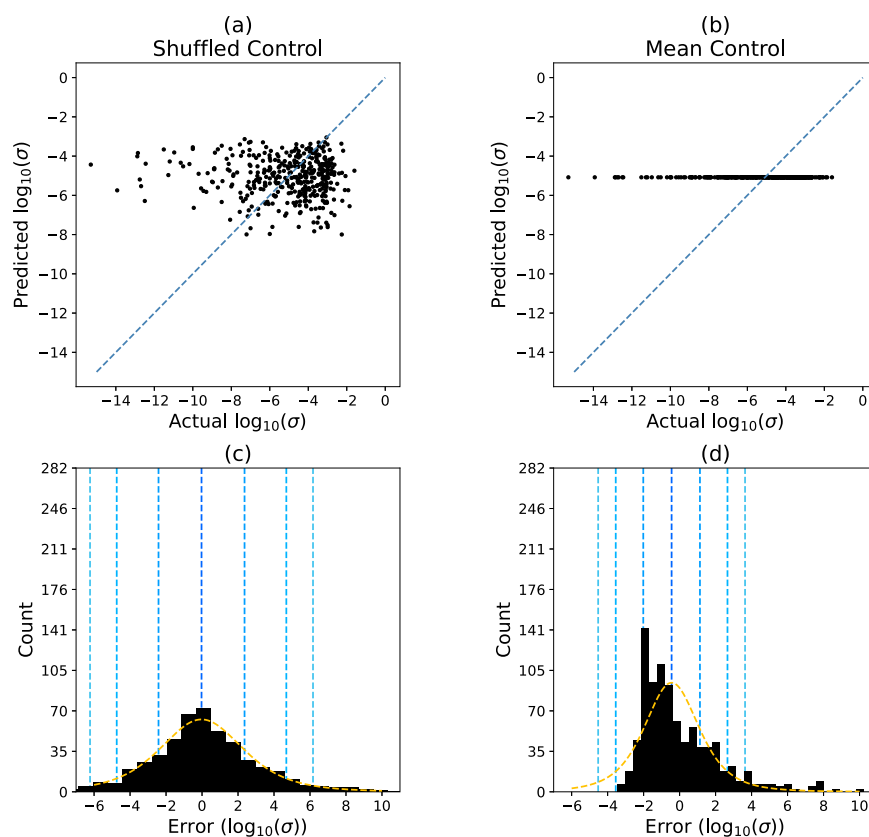 (a)
Shuffled Control
0
−2
−4
−6
−8
−10
−12
−14
Predicted log₁₀(σ)
−14 −12 −10 −8 −6 −4 −2 0
Actual log₁₀(σ)
(b)
Mean Control
0
−2
−4
−6
−8
−10
−12
−14
Predicted log₁₀(σ)
−14 −12 −10 −8 −6 −4 −2 0
Actual log₁₀(σ)
(c)
282
246
211
176
141
105
70
35
0
Count
−6 −4 −2 0 2 4 6 8 10
Error (log₁₀(σ))
(d)
282
246
211
176
141
105
70
35
0
Count
−6 −4 −2 0 2 4 6 8 10
Error (log₁₀(σ))